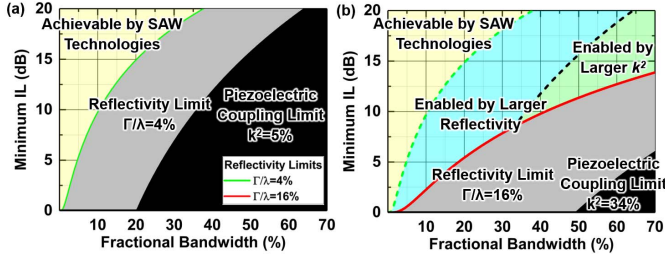 (a)
20
15
10
5
0
Minimum IL (dB)
Achievable by SAW
Technologies
Reflectivity Limit
Γ/λ=4%
Piezoelectric
Coupling Limit
k²=5%
Reflectivity Limits
Γ/λ=4%
Γ/λ=16%
10 20 30 40 50 60 70
Fractional Bandwidth (%)
(b)
20
15
10
5
0
Minimum IL (dB)
Achievable by SAW
Technologies
Enabled by
Larger k²
Enabled by Larger
Reflectivity
Reflectivity Limit
Γ/λ=16%
Piezoelectric
Coupling Limit
k²=34%
10 20 30 40 50 60 70
Fractional Bandwidth (%)